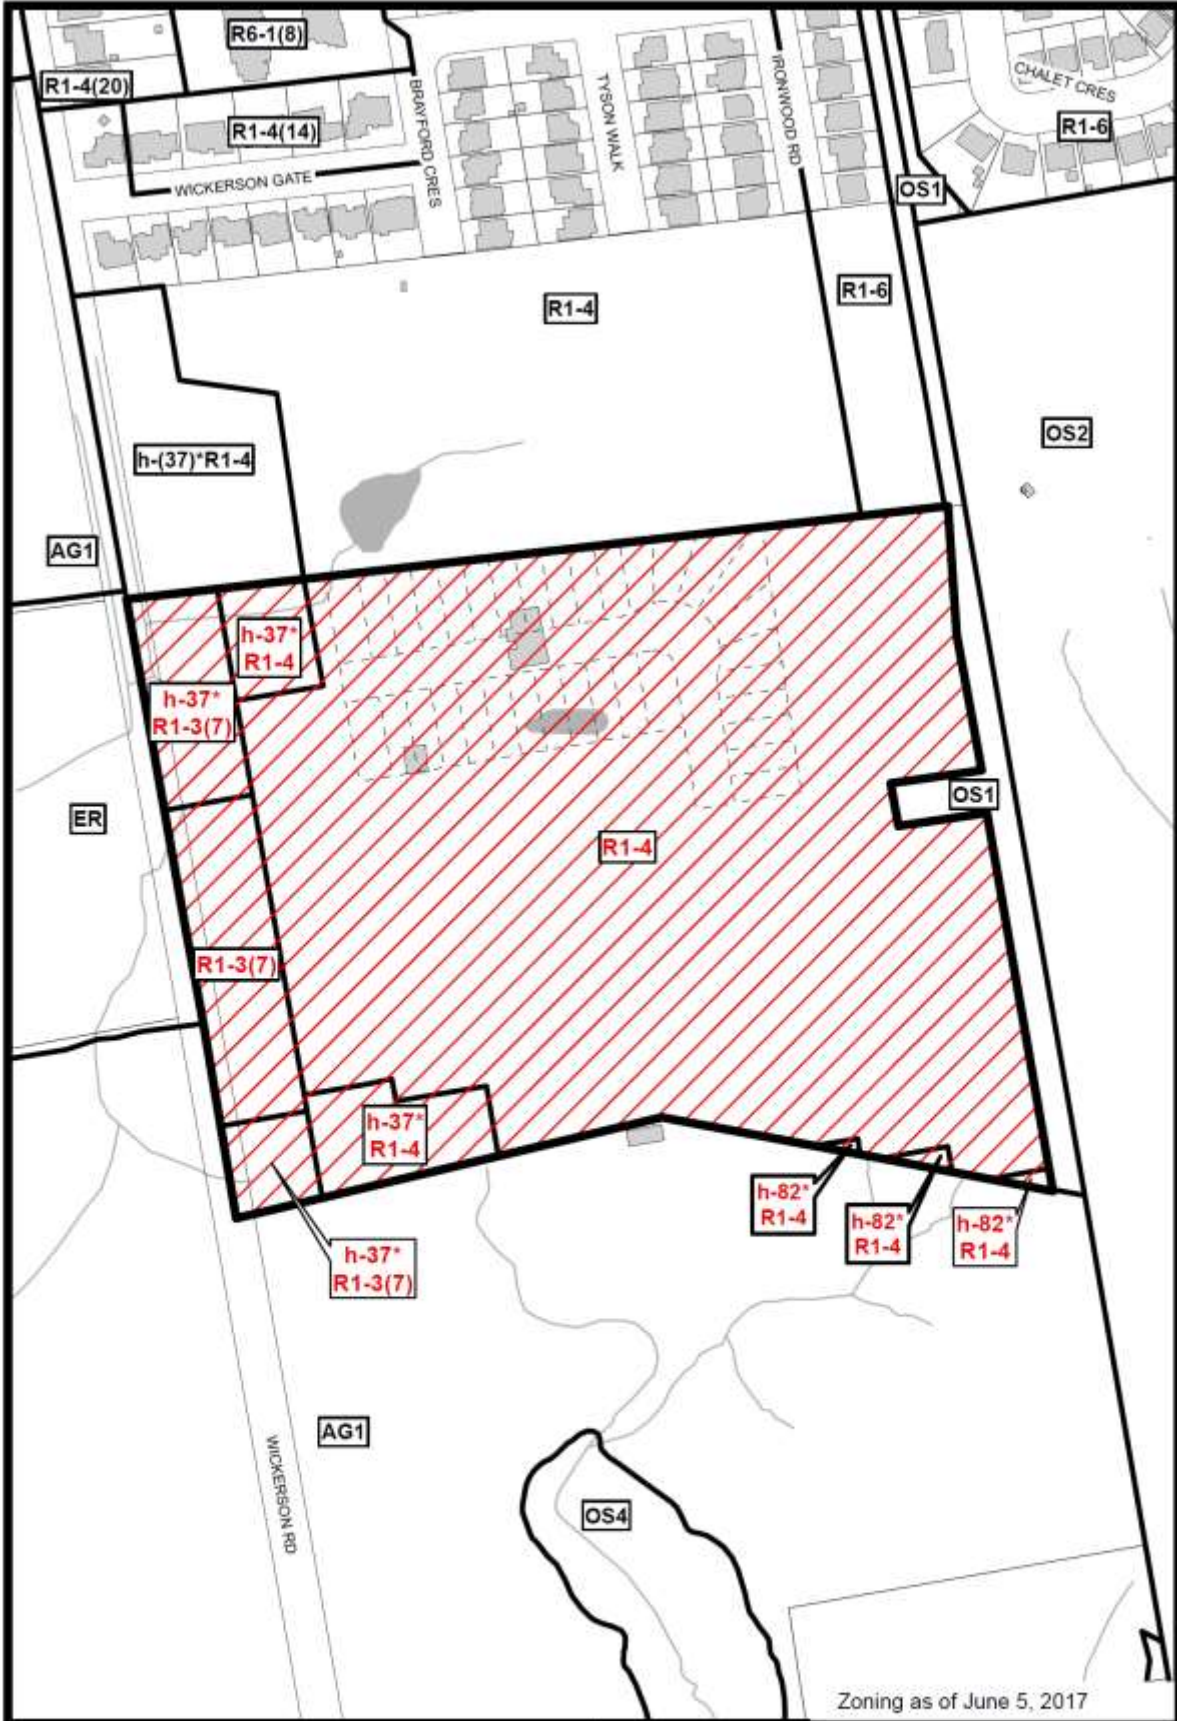 R6-1(8)
R1-4(20)
R1-4(14)
WICKERSON GATE
BRAYFORD CRES
TYSON WALK
IRONWOOD RD
CHALET CRES
R1-6
OS1
R1-4
R1-6
OS2
h-(37)*R1-4
AG1
h-37*
R1-4
h-37*
R1-3(7)
ER
OS1
R1-4
R1-3(7)
h-37*
R1-4
h-82*
R1-4
h-82*
R1-4
h-82*
R1-4
h-37*
R1-3(7)
AG1
WICKERSON RD
OS4
Zoning as of June 5, 2017